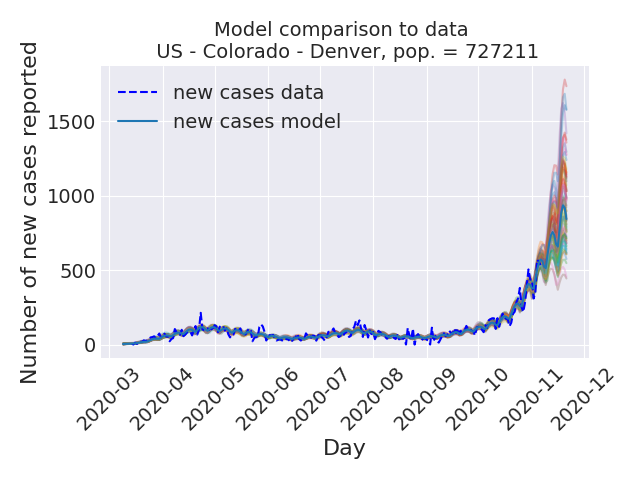 Model comparison to data
US - Colorado - Denver, pop. = 727211
Number of new cases reported
new cases data
new cases model
1500
1000
500
0
2020-03
2020-04
2020-05
2020-06
2020-07
2020-08
2020-09
2020-10
2020-11
2020-12
Day